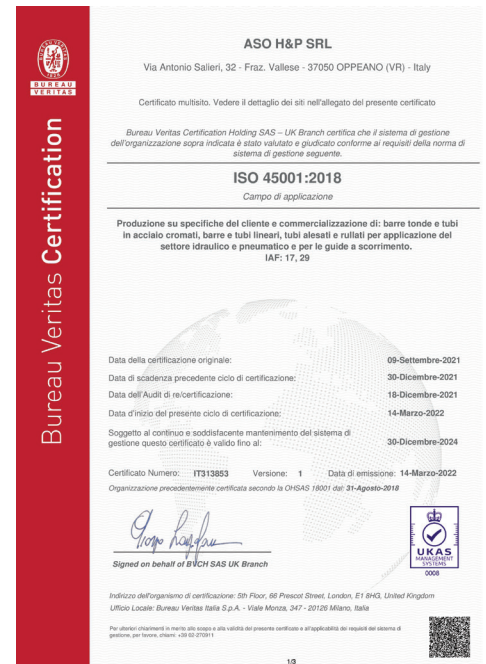 BUREAU
VERITAS
Bureau Veritas Certification
ASO H&P SRL
Via Antonio Salieri, 32 - Fraz. Vallese - 37050 OPPEANO (VR) - Italy
Certificato multisito. Vedere il dettaglio dei siti nell'allegato del presente certificato
Bureau Veritas Certification Holding SAS – UK Branch certifica che il sistema di gestione
dell'organizzazione sopra indicata è stato valutato e giudicato conforme ai requisiti della norma di
sistema di gestione seguente.
ISO 45001:2018
Campo di applicazione
Produzione su specifiche del cliente e commercializzazione di: barre tonde e tubi
in acciaio cromati, barre e tubi lineari, tubi alesati e rullati per applicazione del
settore idraulico e pneumatico e per le guide a scorrimento.
IAF: 17, 29
Data della certificazione originale: 09-Settembre-2021
Data di scadenza precedente ciclo di certificazione: 30-Dicembre-2021
Data dell'Audit di re/certificazione: 18-Dicembre-2021
Data d'inizio del presente ciclo di certificazione: 14-Marzo-2022
Soggetto al continuo e soddisfacente mantenimento del sistema di
gestione questo certificato è valido fino al: 30-Dicembre-2024
Certificato Numero: IT313853 Versione: 1 Data di emissione: 14-Marzo-2022
Organizzazione precedentemente certificata secondo la OHSAS 18001 dal: 31-Agosto-2018
Signed on behalf of BVCH SAS UK Branch
UKAS
MANAGEMENT
SYSTEMS
0008
Indirizzo dell'organismo di certificazione: 5th Floor, 66 Prescot Street, London, E1 8HG, United Kingdom
Ufficio Locale: Bureau Veritas Italia S.p.A. - Viale Monza, 347 - 20126 Milano, Italia
Per ulteriori chiarimenti in merito allo scopo e alla validità del presente certificato e all'applicabilità dei requisiti del sistema di
gestione, per favore, chiami: +39 02-270911
1/3